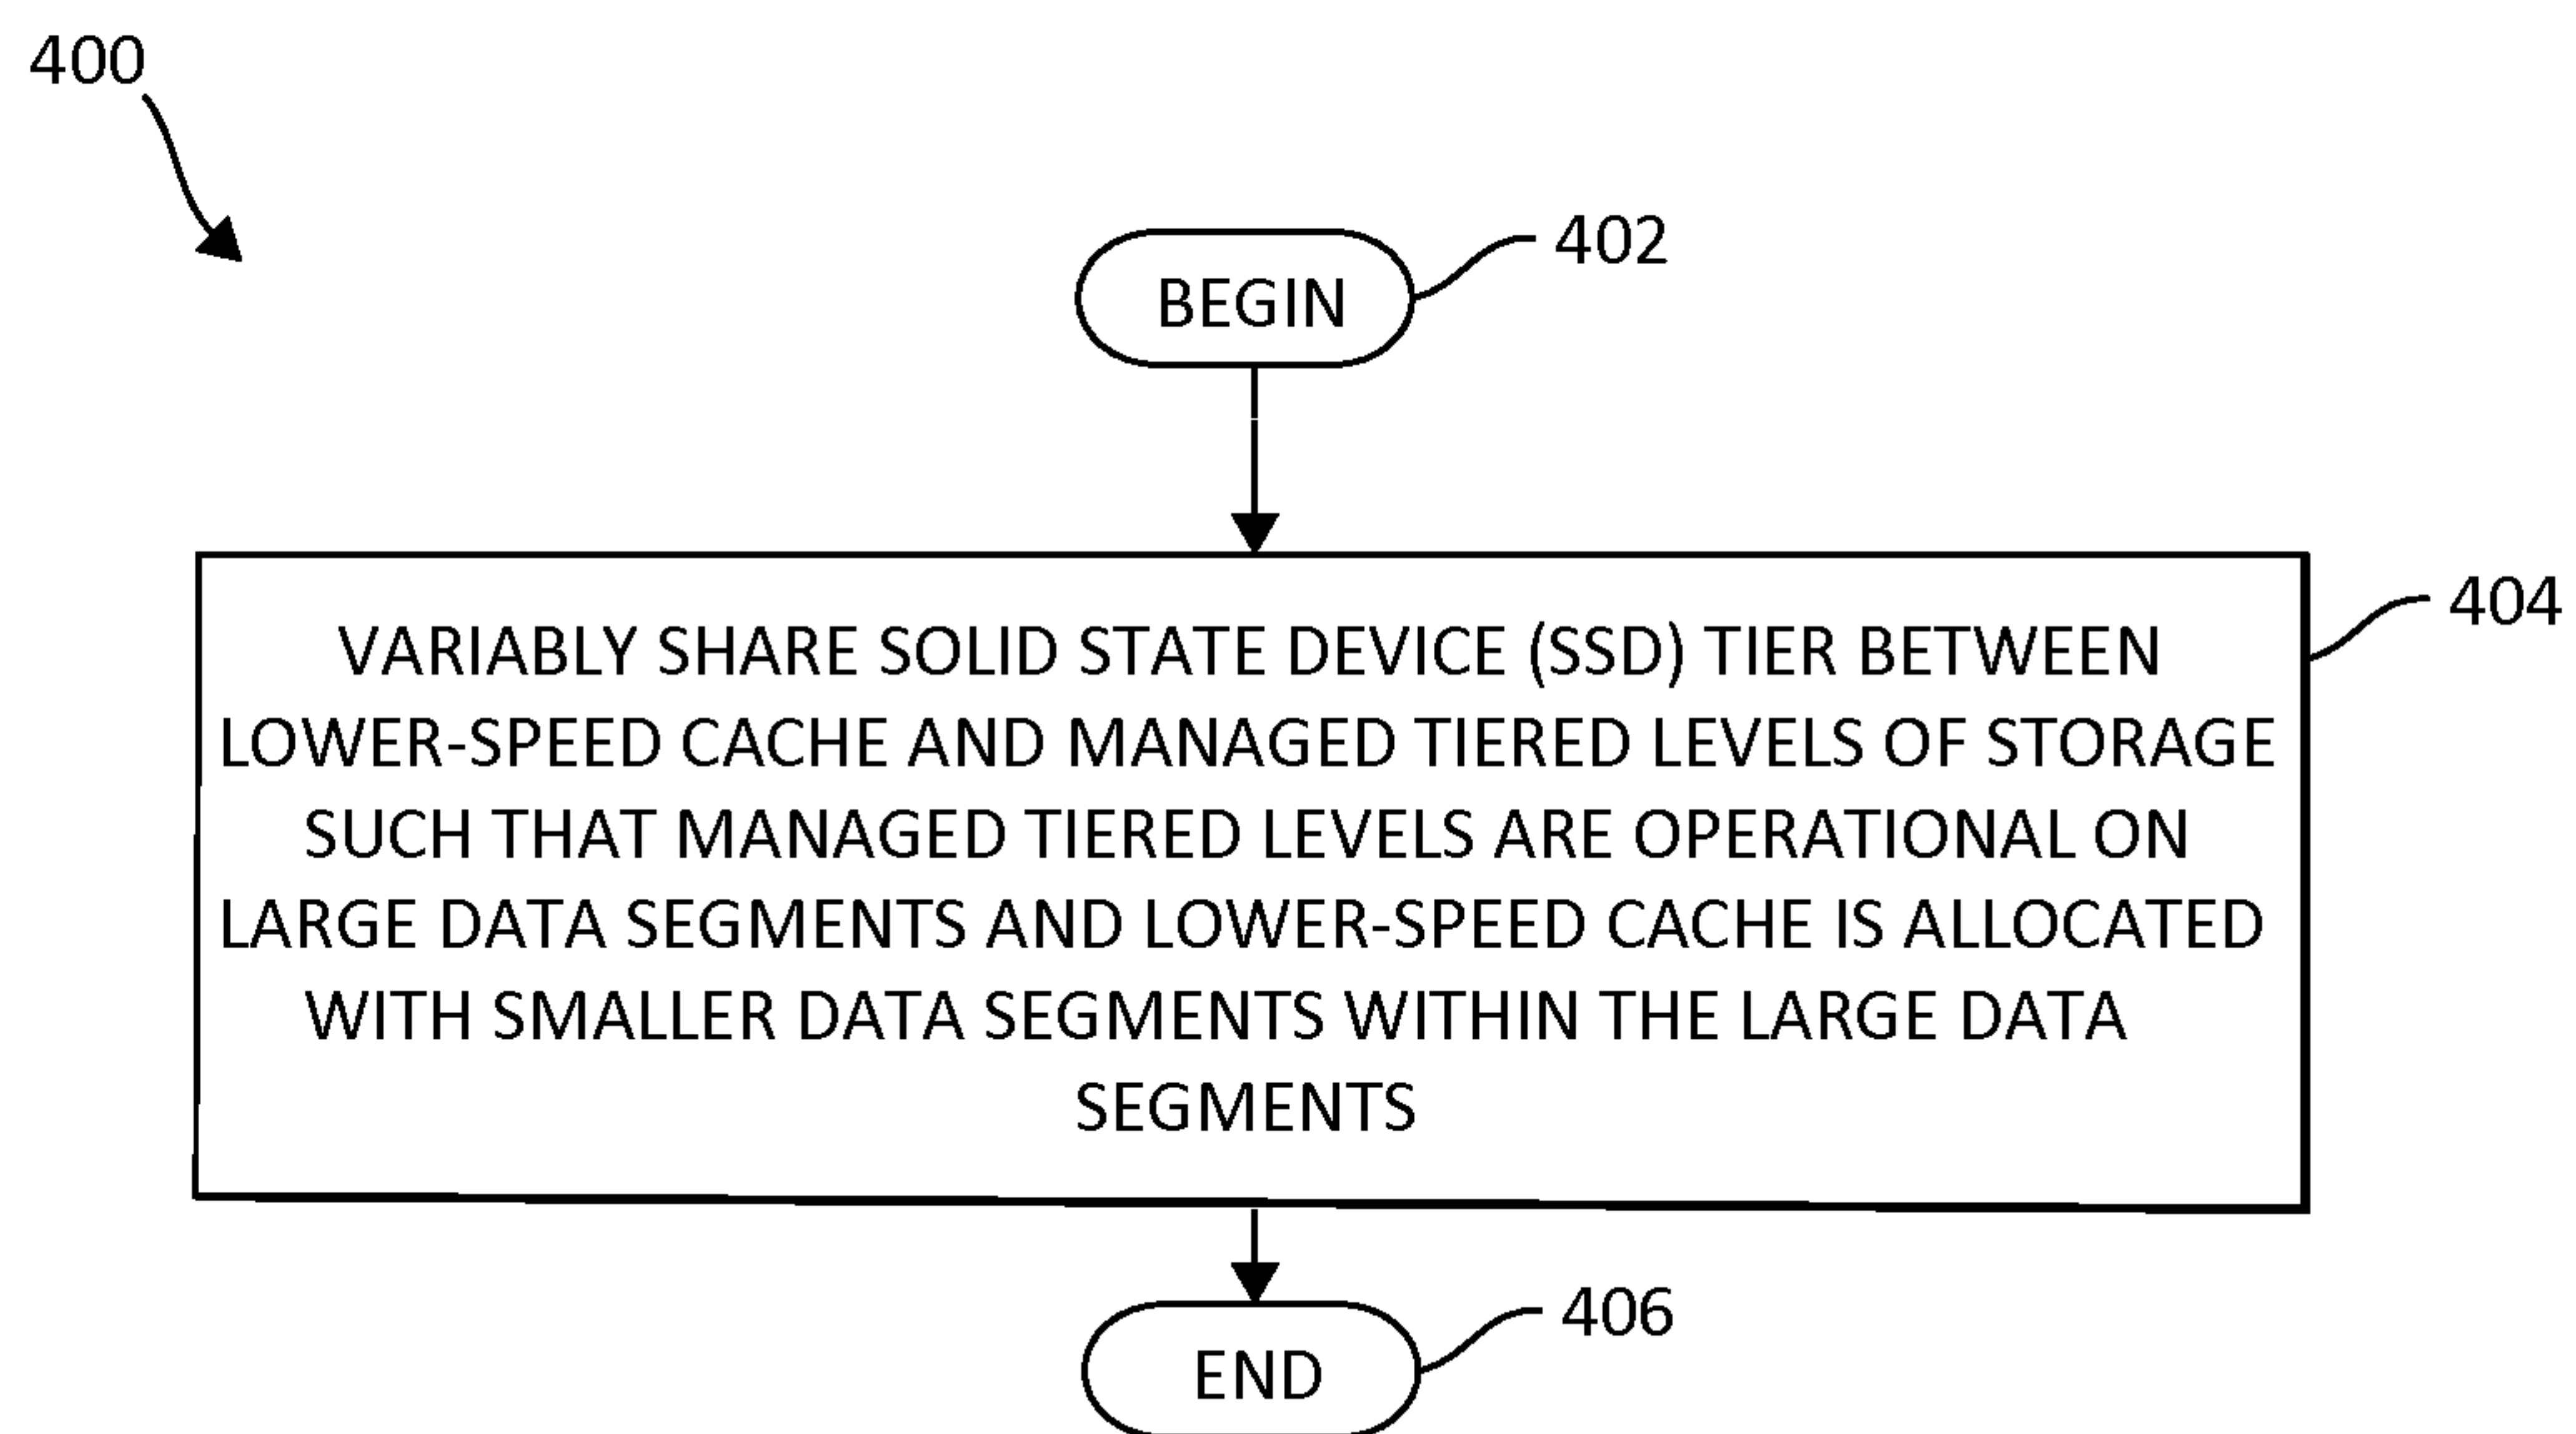 400
402
BEGIN
404
VARIABLY SHARE SOLID STATE DEVICE (SSD) TIER BETWEEN
LOWER-SPEED CACHE AND MANAGED TIERED LEVELS OF STORAGE
SUCH THAT MANAGED TIERED LEVELS ARE OPERATIONAL ON
LARGE DATA SEGMENTS AND LOWER-SPEED CACHE IS ALLOCATED
WITH SMALLER DATA SEGMENTS WITHIN THE LARGE DATA
SEGMENTS
406
END